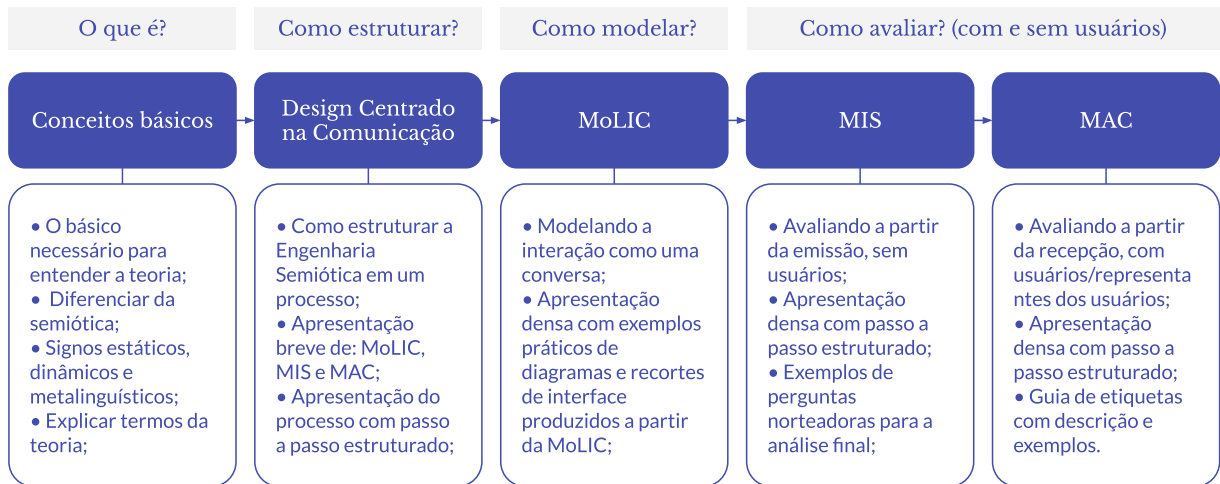 O que é?
Como estruturar?
Como modelar?
Como avaliar? (com e sem usuários)
Conceitos básicos
Design Centrado
na Comunicação
MoLIC
MIS
MAC
• O básico
necessário para
entender a teoria;
• Diferenciar da
semiótica;
• Signos estáticos,
dinâmicos e
metalinguísticos;
• Explicar termos da
teoria;
• Como estruturar a
Engenharia
Semiótica em um
processo;
• Apresentação
breve de: MoLIC,
MIS e MAC;
• Apresentação do
processo com passo
a passo estruturado;
• Modelando a
interação como uma
conversa;
• Apresentação
densa com exemplos
práticos de
diagramas e recortes
de interface
produzidos a partir
da MoLIC;
• Avaliando a partir
da emissão, sem
usuários;
• Apresentação
densa com passo a
passo estruturado;
• Exemplos de
perguntas
norteadoras para a
análise final;
• Avaliando a partir
da recepção, com
usuários/representa
ntes dos usuários;
• Apresentação
densa com passo a
passo estruturado;
• Guia de etiquetas
com descrição e
exemplos.